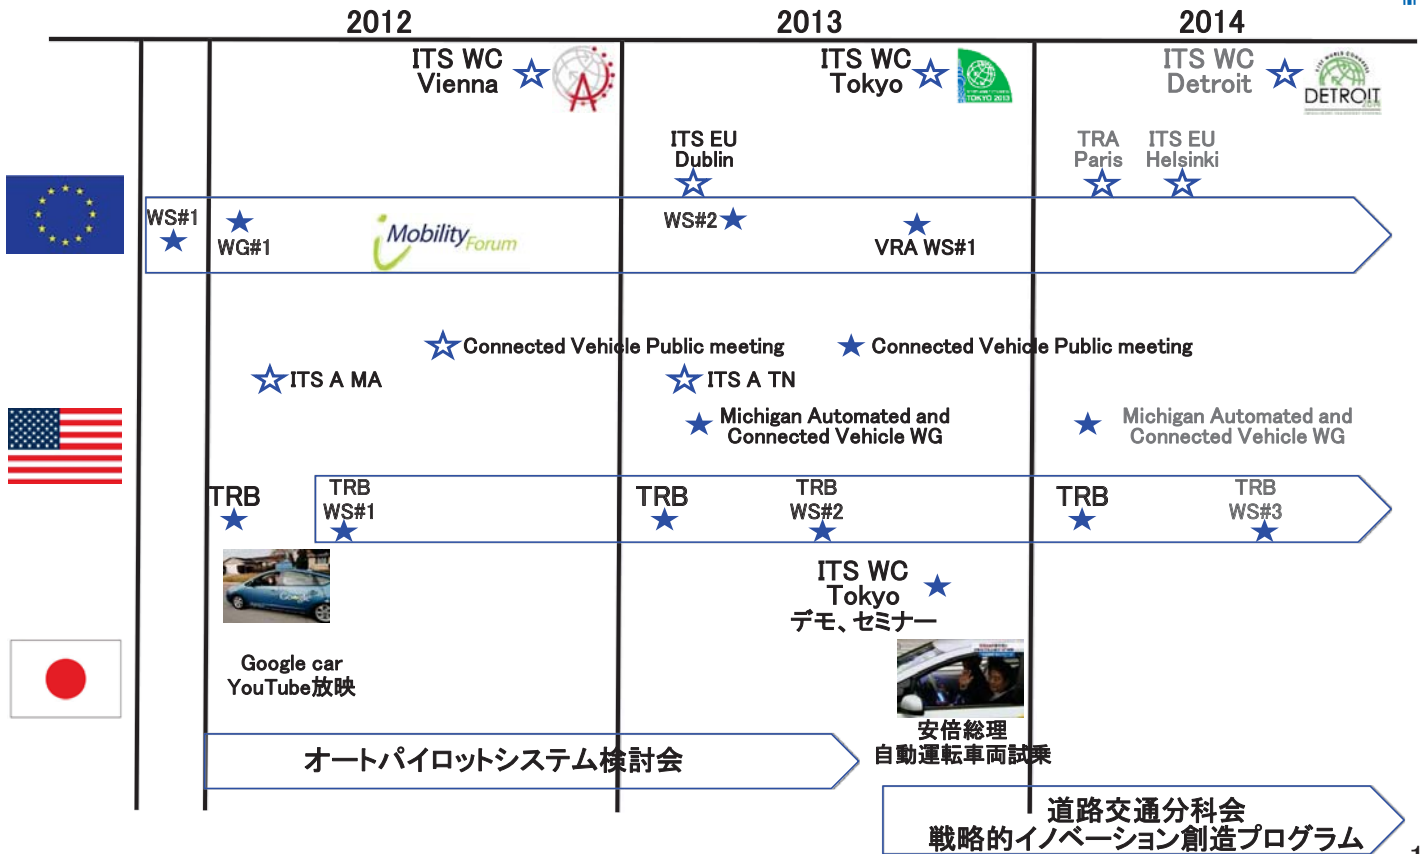 2012
2013
2014
ITS WC
Vienna
ITS WC
Tokyo
TOKYO 2013
ITS WC
Detroit
DETROIT
ITS EU
Dublin
TRA
Paris
ITS EU
Helsinki
WS#1
WG#1
iMobility Forum
WS#2
VRA WS#1
Connected Vehicle Public meeting
Connected Vehicle Public meeting
ITS A MA
ITS A TN
Michigan Automated and
Connected Vehicle WG
Michigan Automated and
Connected Vehicle WG
TRB
TRB
WS#1
TRB
TRB
WS#2
TRB
TRB
WS#3
Google
ITS WC
Tokyo
デモ、セミナー
Google car
YouTube放映
安倍総理
自動運転車両試乗
オートパイロットシステム検討会
道路交通分科会
戦略的イノベーション創造プログラム